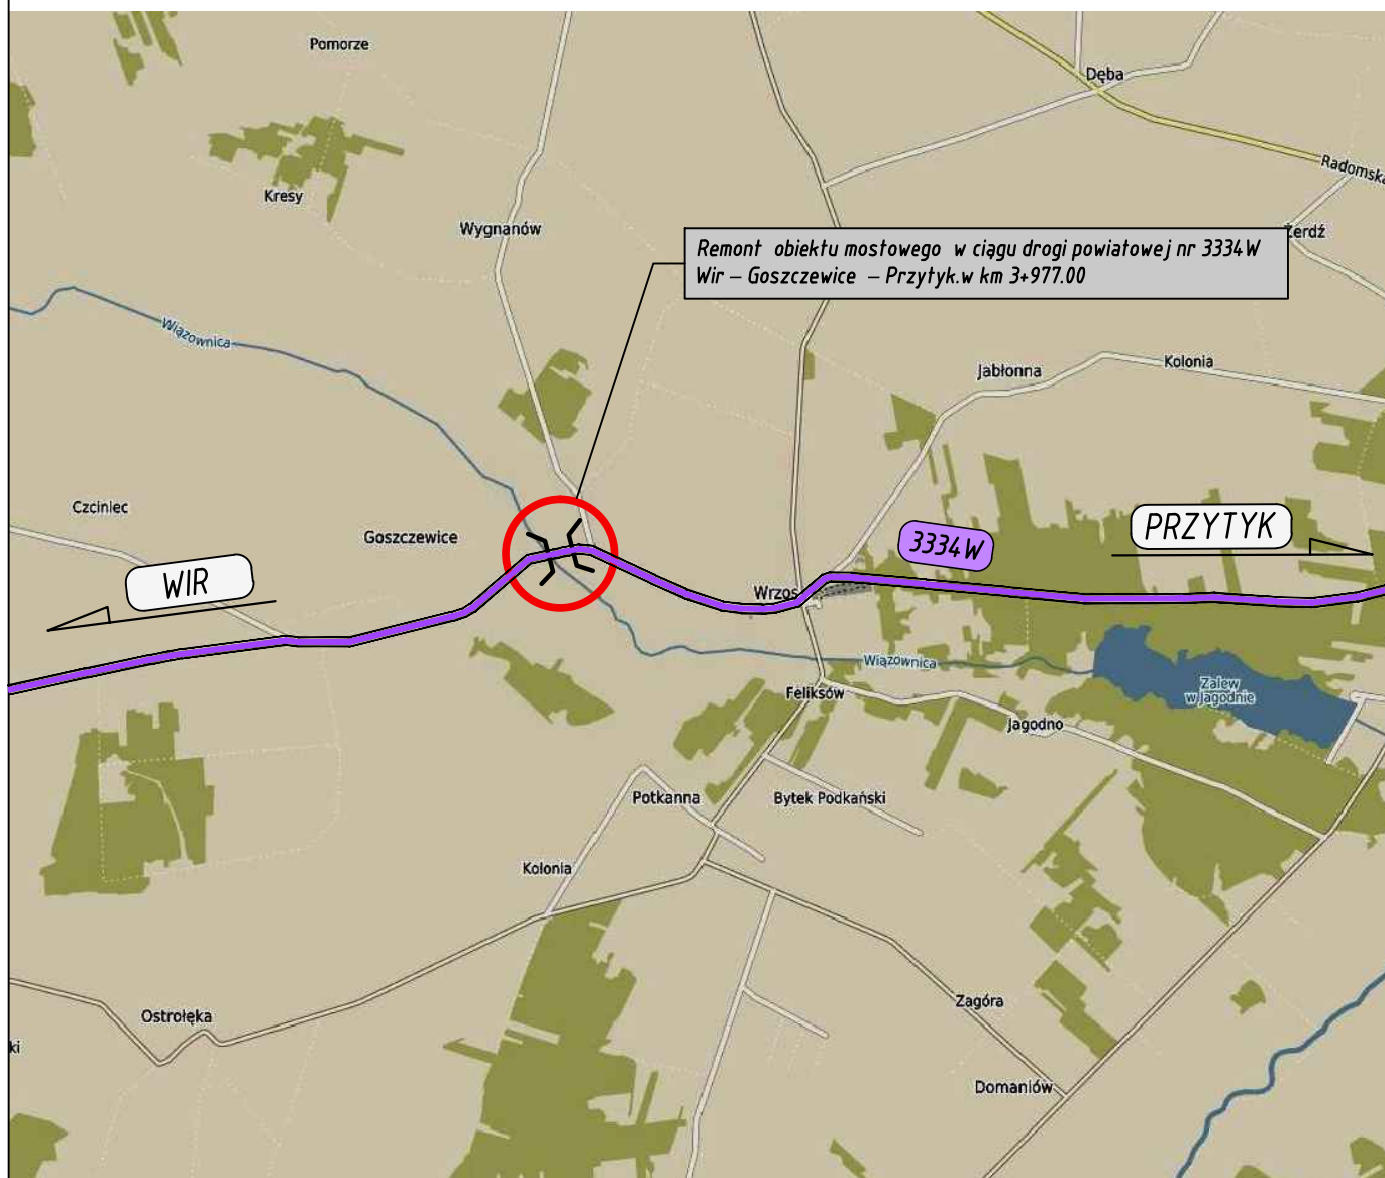 Pomorze
Dęba
Radomska
Kresy
Wygnanów
Żerdź
Remont obiektu mostowego w ciągu drogi powiatowej nr 3334W
Wir – Goszczewice – Przytyk.w km 3+977.00
Wiązownica
Jabłonna
Kolonia
Czciniec
Goszczewice
3334W
PRZYTYK
WIR
Wrzos
Wiązownica
Feliksów
Zalew
w Jagodnie
Jagodno
Potkanna
Bytek Podkański
Kolonia
Zagóra
Ostrołęka
ki
Domaniów